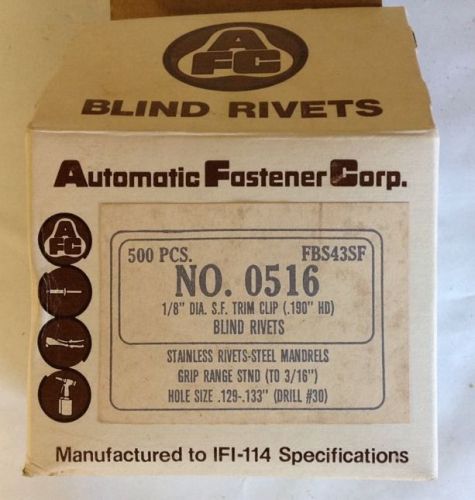 AFC
BLIND RIVETS
Automatic Fastener Corp.
AFC
500 PCS. FBS43SF
NO. 0516
1/8" DIA. S.F. TRIM CLIP (.190" HD)
BLIND RIVETS
STAINLESS RIVETS-STEEL MANDRELS
GRIP RANGE STND (TO 3/16")
HOLE SIZE .129-.133" (DRILL #30)
Manufactured to IFI-114 Specifications